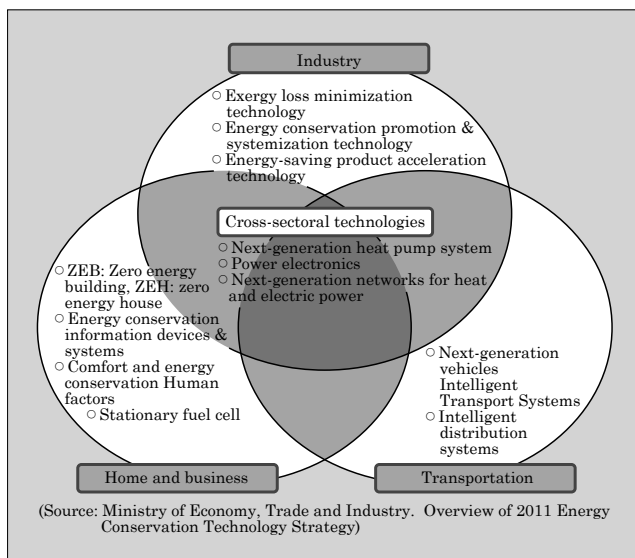 Industry
○ Exergy loss minimization
technology
○ Energy conservation promotion &
systemization technology
○ Energy-saving product acceleration
technology
Cross-sectoral technologies
○ Next-generation heat pump system
○ Power electronics
○ Next-generation networks for heat
and electric power
○ ZEB: Zero energy
building, ZEH: zero
energy house
○ Energy conservation
information devices &
systems
○ Comfort and energy
conservation Human
factors
○ Stationary fuel cell
○ Next-generation
vehicles
Intelligent
Transport Systems
○ Intelligent
distribution
systems
Home and business
Transportation
(Source: Ministry of Economy, Trade and Industry. Overview of 2011 Energy
Conservation Technology Strategy)